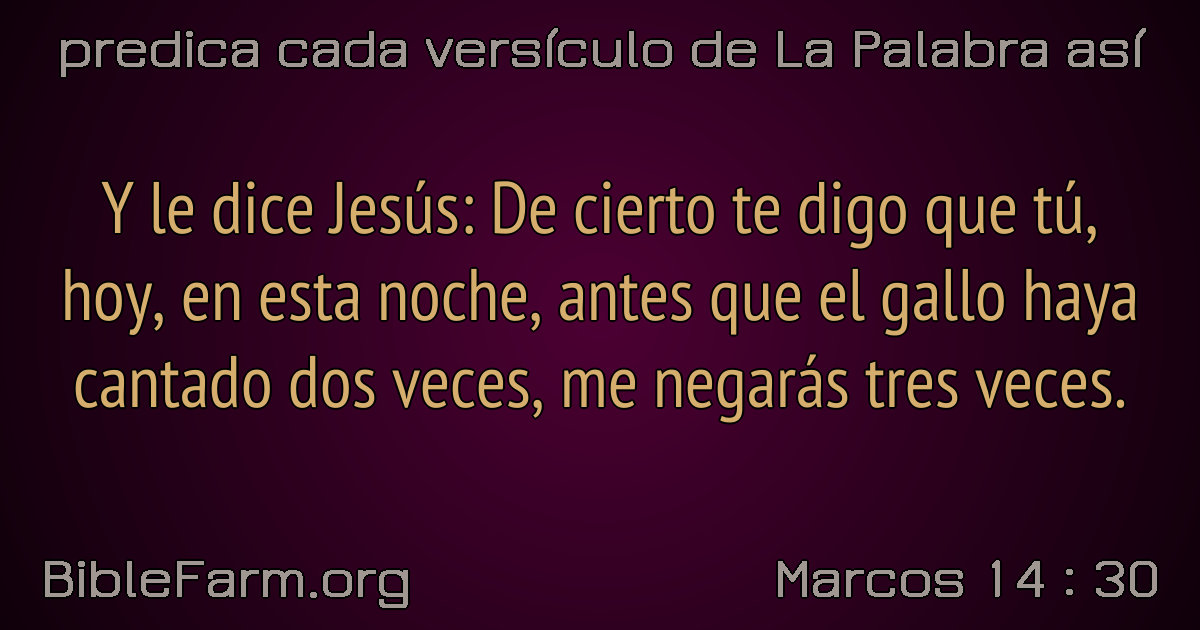 predica cada versículo de La Palabra así
Y le dice Jesús: De cierto te digo que tú,
hoy, en esta noche, antes que el gallo haya
cantado dos veces, me negarás tres veces.
BibleFarm.org
Marcos 14 : 30